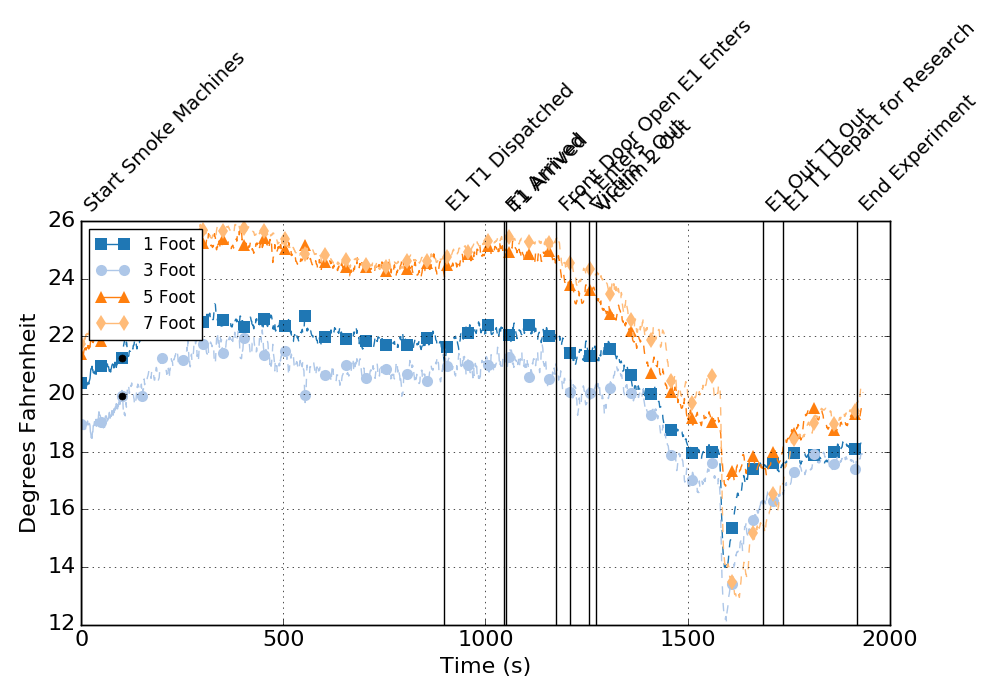 Start Smoke Machines
E1 T1 Dispatched
E1 Arrived
T1 Arrived
Front Door Open E1 Enters
T1 Enters
Victim 1 Out
Victim 2 Out
E1 Out T1 Out
E1 T1 Depart for Research
End Experiment
26
24
22
20
18
16
14
12
Degrees Fahrenheit
1 Foot
3 Foot
5 Foot
7 Foot
0
500
1000
1500
2000
Time (s)